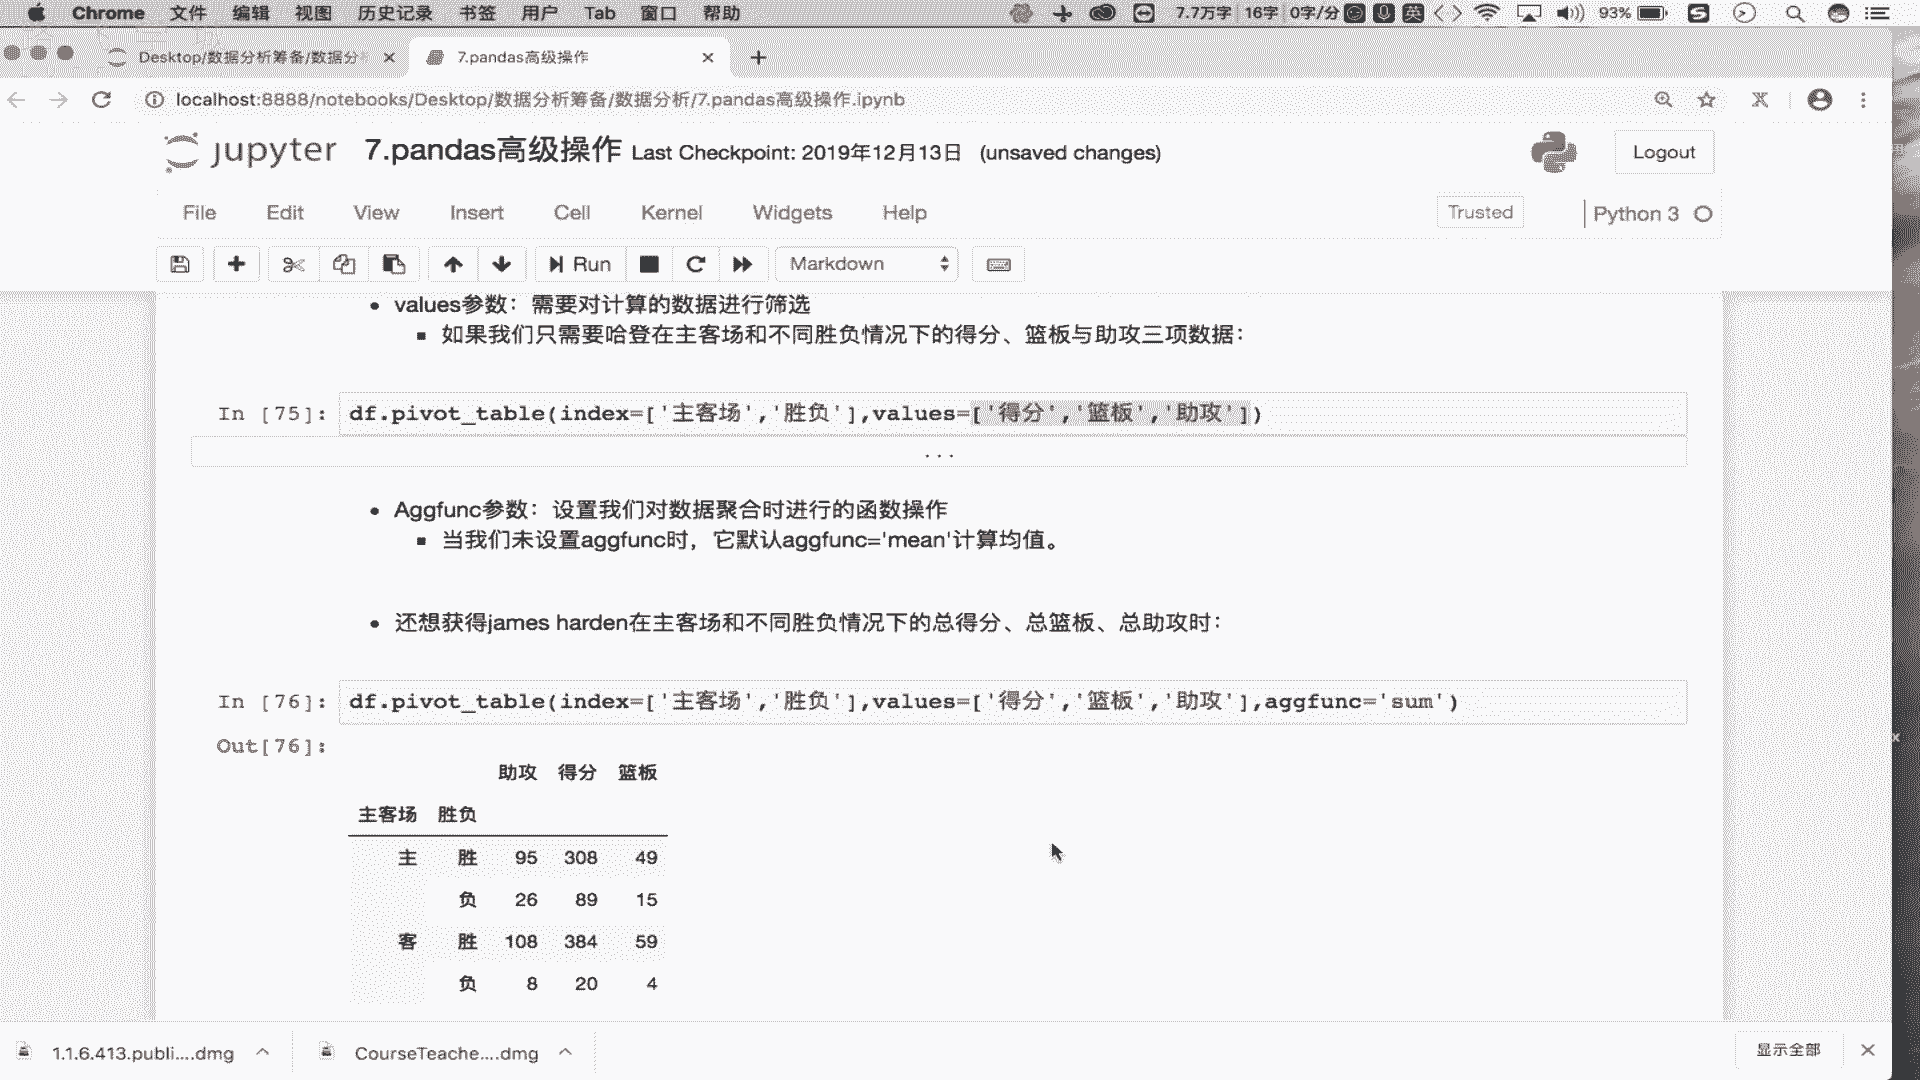 Chrome 文件 编辑 视图 历史记录 书签 用户 Tab 窗口 帮助 7.7万字 16字 0字/分 英 93%
Desktop/数据分析筹备/数据分 7.pandas高级操作
localhost:8888/notebooks/Desktop/数据分析筹备/数据分析/7.pandas高级操作.ipynb
jupyter 7.pandas高级操作 Last Checkpoint: 2019年12月13日 (unsaved changes) Logout
File Edit View Insert Cell Kernel Widgets Help Trusted Python 3
Run Markdown
values参数：需要对计算的数据进行筛选
如果我们只需要哈登在主客场和不同胜负情况下的得分、篮板与助攻三项数据：
In [75]: df.pivot_table(index=['主客场','胜负'],values=['得分','篮板','助攻'])
...
Aggfunc参数：设置我们对数据聚合时进行的函数操作
当我们未设置aggfunc时，它默认aggfunc='mean'计算均值。
还想获得james harden在主客场和不同胜负情况下的总得分、总篮板、总助攻时：
In [76]: df.pivot_table(index=['主客场','胜负'],values=['得分','篮板','助攻'],aggfunc='sum')
Out[76]:
助攻 得分 篮板
主客场 胜负
主 胜 95 308 49
负 26 89 15
客 胜 108 384 59
负 8 20 4
1.1.6.413.publi....dmg CourseTeache....dmg 显示全部